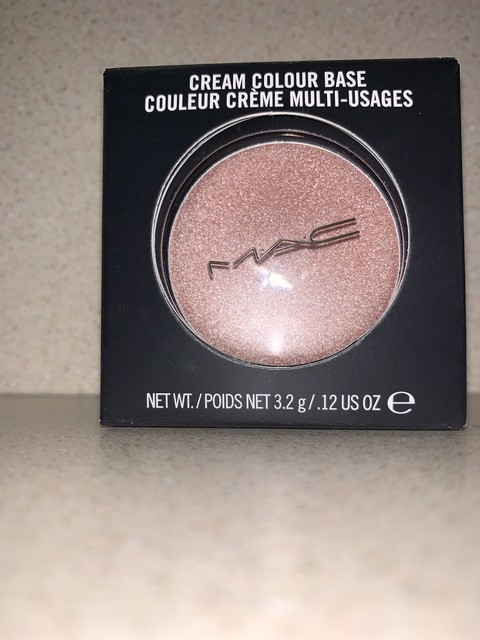 CREAM COLOUR BASE
COULEUR CRÈME MULTI-USAGES
MAC
NET WT. / POIDS NET 3.2 g / .12 US OZ ℮